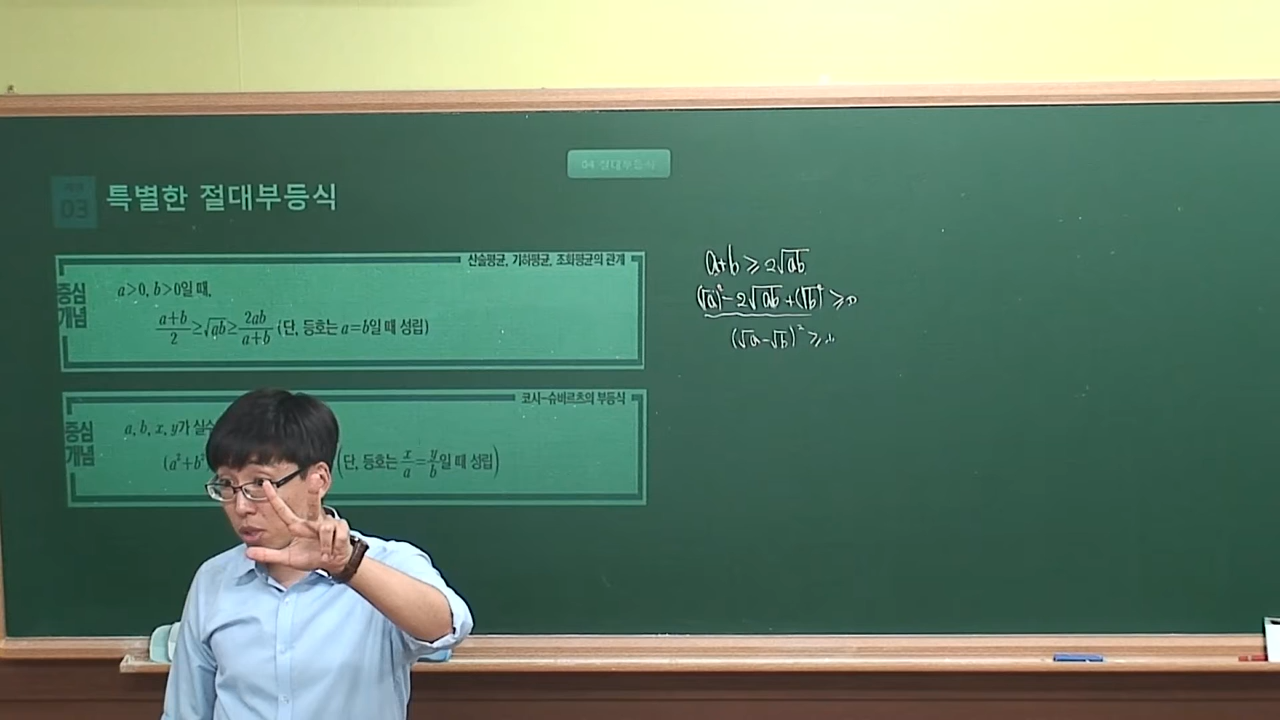 04 절대부등식
03
특별한 절대부등식
산술평균, 기하평균, 조화평균의 관계
중심
개념
a>0, b>0일 때,
(a+b)/2 ≥ √ab ≥ 2ab/(a+b) (단, 등호는 a=b일 때 성립)
코시-슈바르츠의 부등식
중심
개념
a, b, x, y가 실수
(a²+b² (단, 등호는 x/a = y/b일 때 성립)
a+b ≥ 2√ab
(√a)² - 2√ab + (√b)² ≥ 0
(√a - √b)² ≥